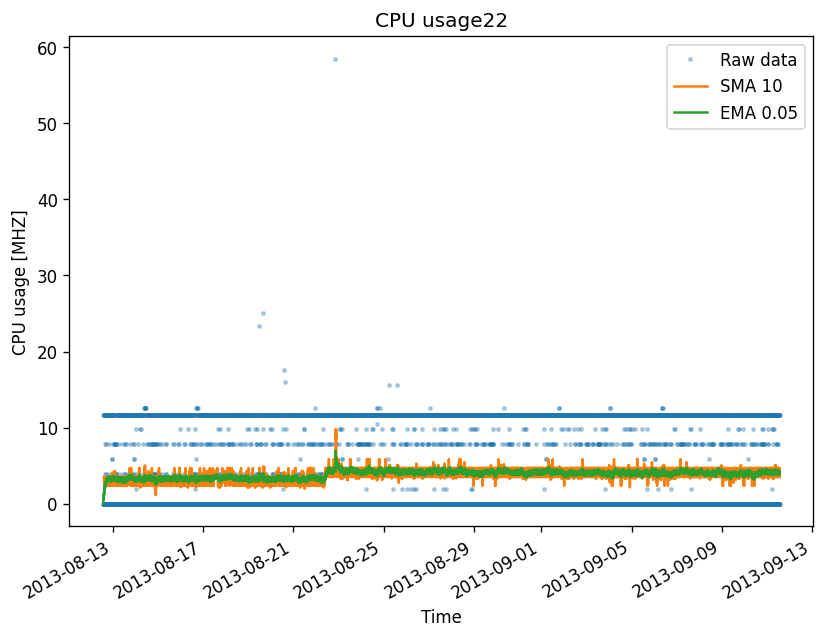 CPU usage22
CPU usage [MHZ]
60
50
40
30
20
10
0
Raw data
SMA 10
EMA 0.05
2013-08-13
2013-08-17
2013-08-21
2013-08-25
2013-08-29
2013-09-01
2013-09-05
2013-09-09
2013-09-13
Time